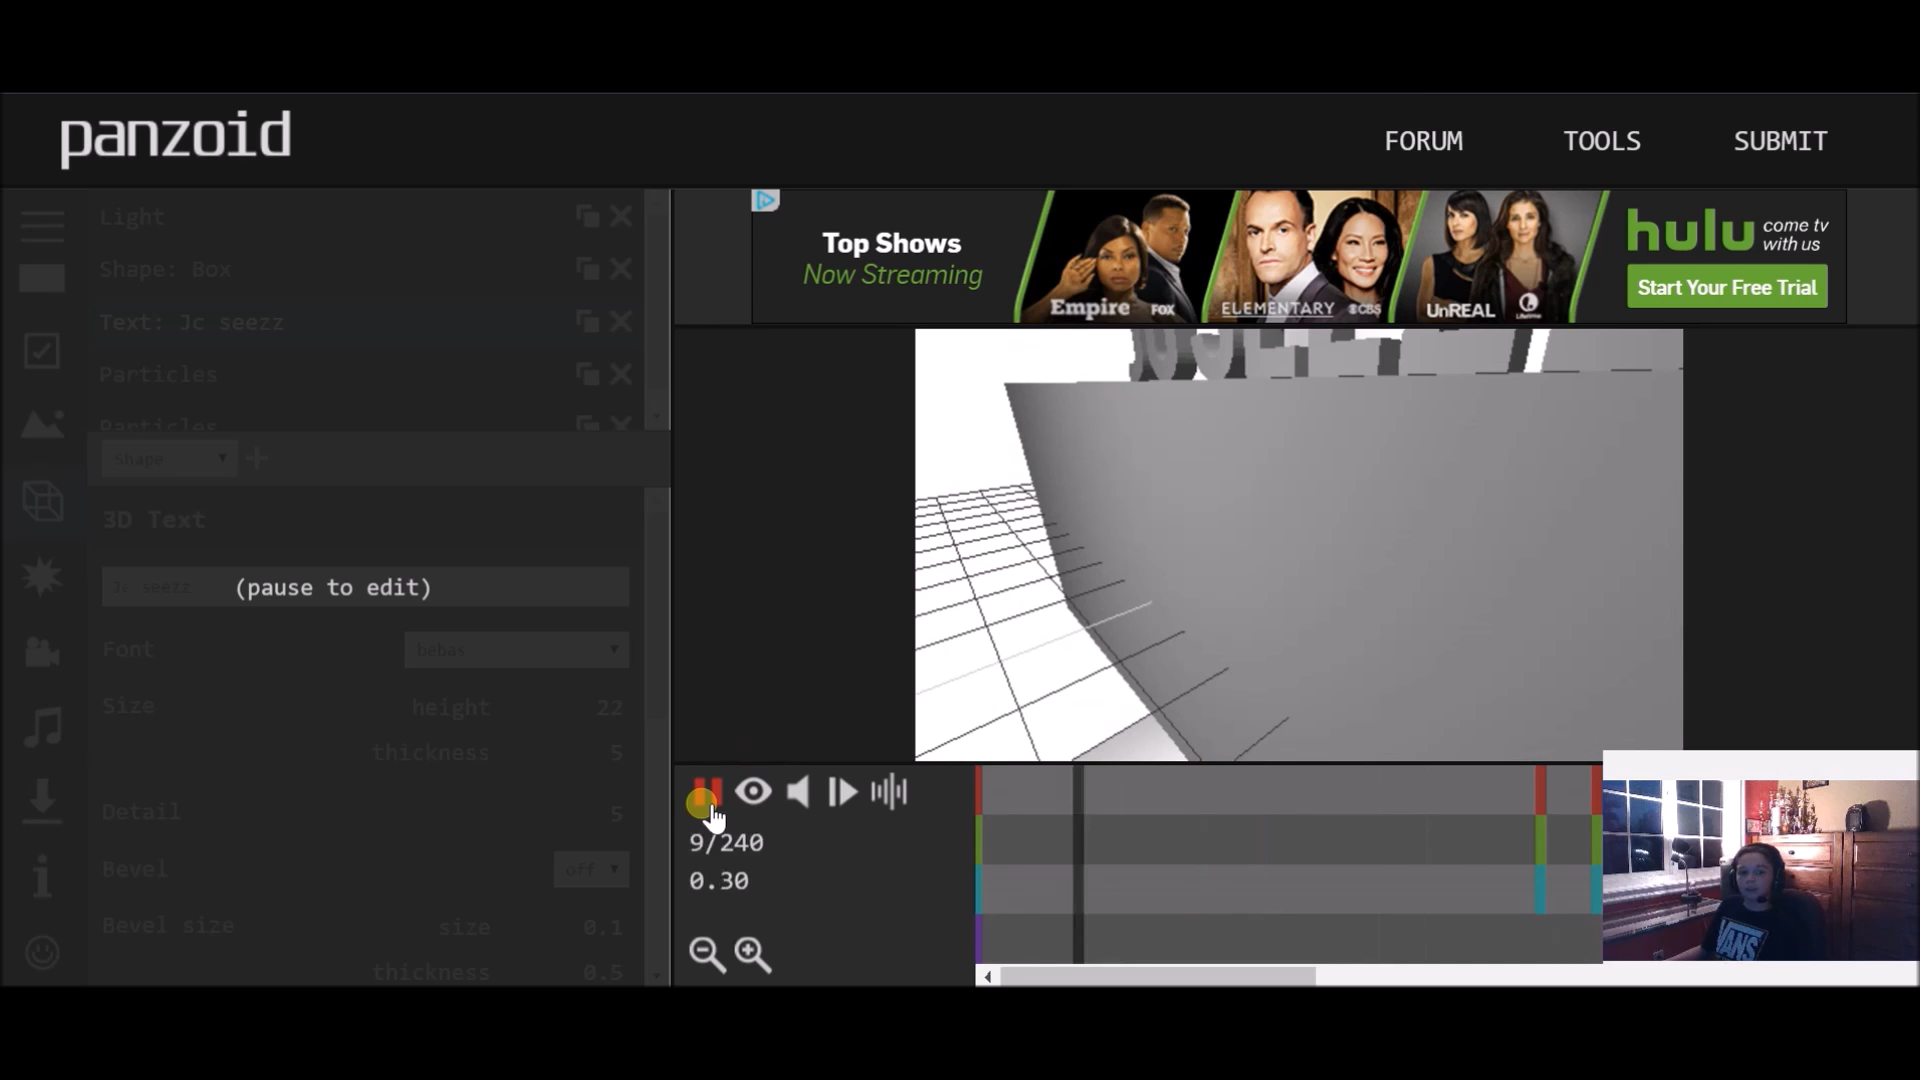 panzoid
FORUM TOOLS SUBMIT
Light
Shape: Box
Text: Jc seezz
Particles
Particles
Shape
3D Text
Jc seezz (pause to edit)
Font bebas
Size height 22
thickness 5
Detail 5
Bevel off
Bevel size size 0.1
thickness 0.5
Top Shows
Now Streaming
Empire FOX
ELEMENTARY CBS
UnREAL
hulu come tv
with us
Start Your Free Trial
9/240
0.30
VANS